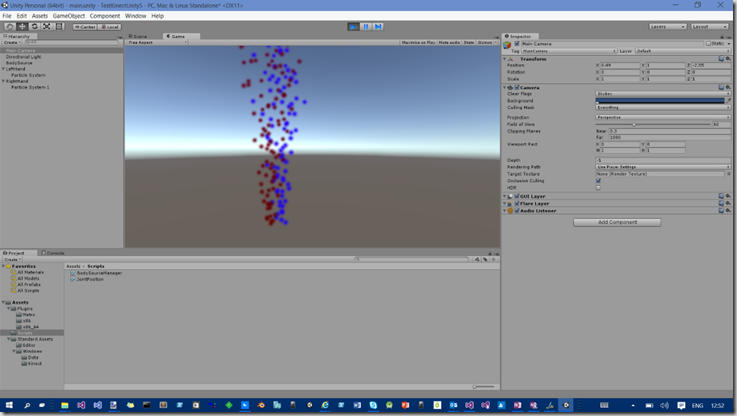 Unity Personal (64bit) - main.unity - TestKinectUnity5 - PC, Mac & Linux Standalone* <DX11>
File Edit Assets GameObject Component Window Help
Center Local
Layers Layout
Hierarchy
Create
Main Camera
Directional Light
BodySource
LeftHand
Particle System
RightHand
Particle System 1
Scene Game
Free Aspect Maximize on Play Mute audio Stats Gizmos
Inspector
Main Camera Static
Tag MainCamera Layer Default
Transform
Position X Y 1 Z
Rotation X 0 Y 0 Z 0
Scale X 1 Y 1 Z 1
Camera
Clear Flags Skybox
Background
Culling Mask Everything
Projection Perspective
Field of View 60
Clipping Planes Near 0.3
Far 1000
Viewport Rect X 0 Y 0
W 1 H 1
Depth -1
Rendering Path Use Player Settings
Target Texture None (Render Texture)
Occlusion Culling
HDR
GUI Layer
Flare Layer
Audio Listener
Add Component
Project Console
Create
Favorites
All Materials
All Models
All Prefabs
All Scripts
Assets
Plugins
Metro
x86
x86_64
Scripts
Standard Assets
Editor
Windows
Data
Kinect
Assets Scripts
BodySourceManager
JointPosition
ENG 12:52